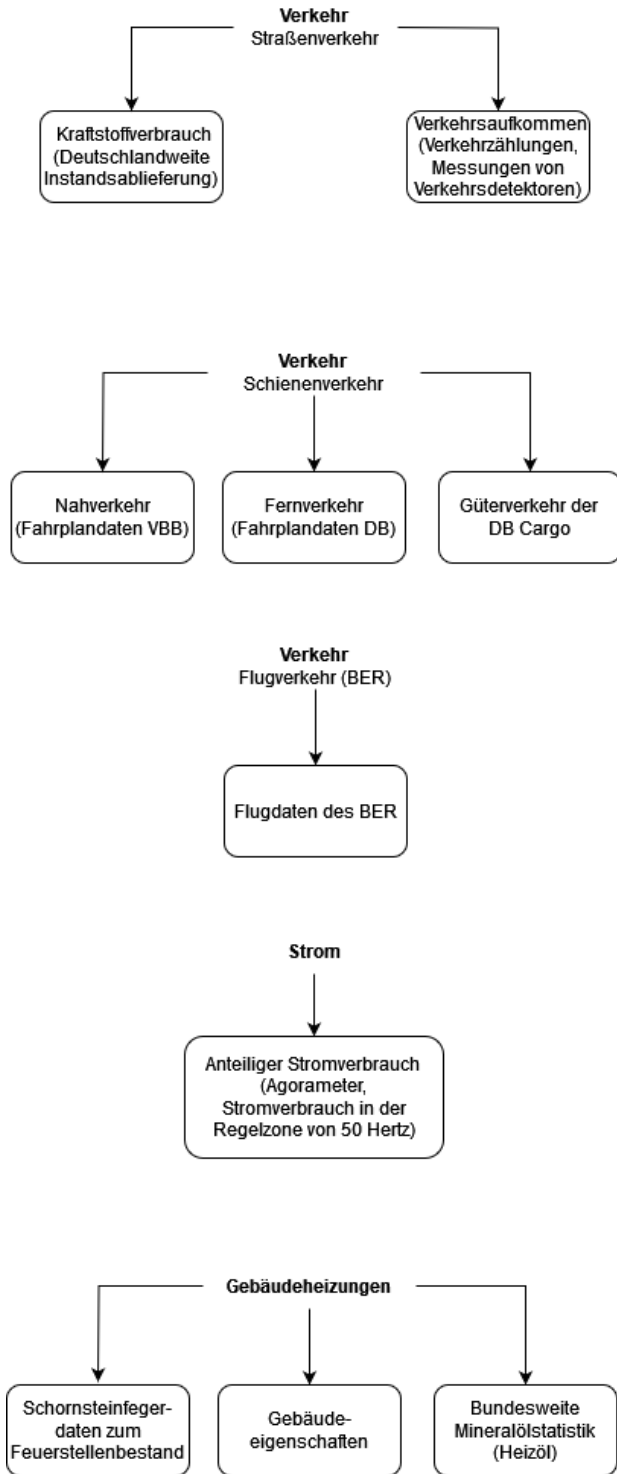 Verkehr
Straßenverkehr
Kraftstoffverbrauch
(Deutschlandweite
Instandsablieferung)
Verkehrsaufkommen
(Verkehrzählungen,
Messungen von
Verkehrsdetektoren)
Verkehr
Schienenverkehr
Nahverkehr
(Fahrplandaten VBB)
Fernverkehr
(Fahrplandaten DB)
Güterverkehr der
DB Cargo
Verkehr
Flugverkehr (BER)
Flugdaten des BER
Strom
Anteiliger Stromverbrauch
(Agorameter,
Stromverbrauch in der
Regelzone von 50 Hertz)
Gebäudeheizungen
Schornsteinfeger-
daten zum
Feuerstellenbestand
Gebäude-
eigenschaften
Bundesweite
Mineralölstatistik
(Heizöl)